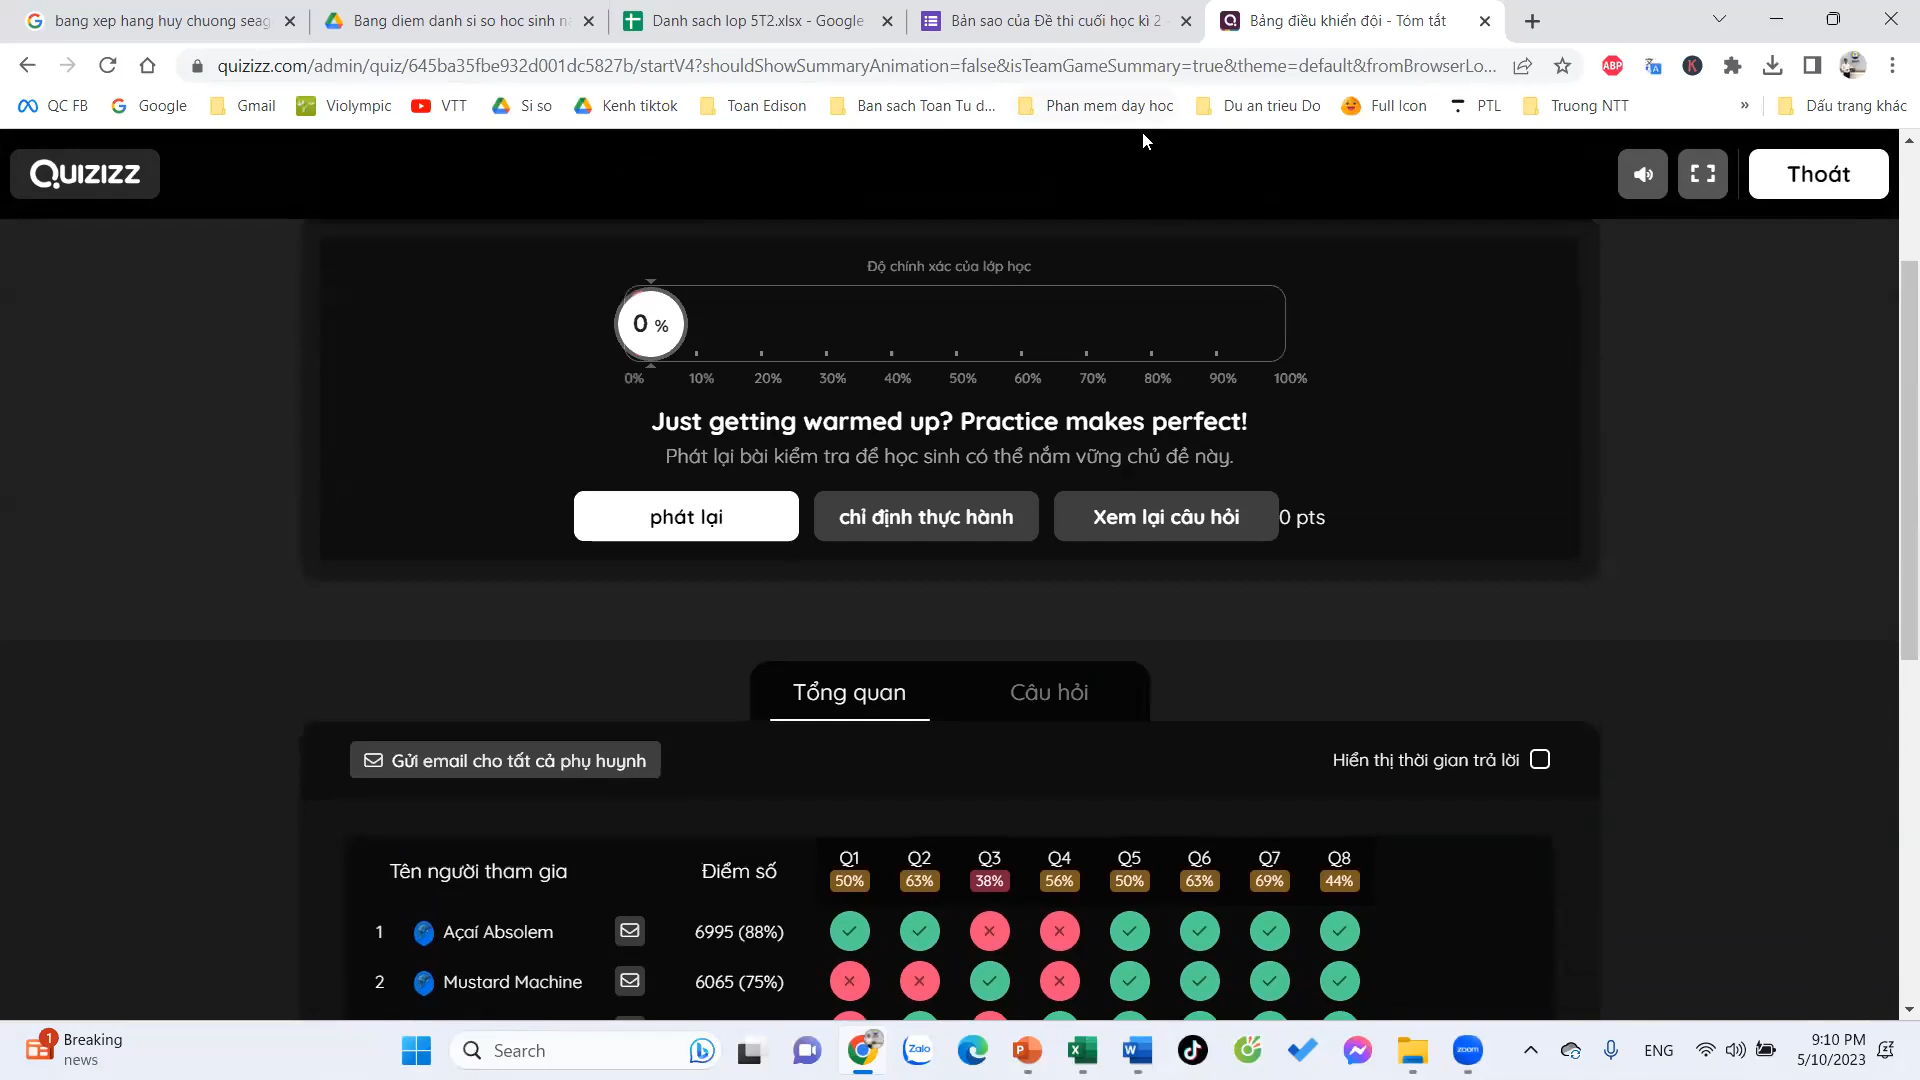 bang xep hang huy chuong seag
Bang diem danh si so hoc sinh n
Danh sach lop 5T2.xlsx - Google
Bản sao của Đề thi cuối học kì 2 -
Bảng điều khiển đội - Tóm tắt
quizizz.com/admin/quiz/645ba35fbe932d001dc5827b/startV4?shouldShowSummaryAnimation=false&isTeamGameSummary=true&theme=default&fromBrowserLo...
ABP
K
QC FB
Google
Gmail
Violympic
VTT
Si so
Kenh tiktok
Toan Edison
Ban sach Toan Tu d...
Phan mem day hoc
Du an trieu Do
Full Icon
PTL
Truong NTT
»
Dấu trang khác
QUIZIZZ
Thoát
Độ chính xác của lớp học
0 %
0% 10% 20% 30% 40% 50% 60% 70% 80% 90% 100%
Just getting warmed up? Practice makes perfect!
Phát lại bài kiểm tra để học sinh có thể nắm vững chủ đề này.
phát lại
chỉ định thực hành
Xem lại câu hỏi
0 pts
Tổng quan
Câu hỏi
Gửi email cho tất cả phụ huynh
Hiển thị thời gian trả lời
Tên người tham gia
Điểm số
Q1 Q2 Q3 Q4 Q5 Q6 Q7 Q8
50% 63% 38% 56% 50% 63% 69% 44%
1 Açaí Absolem 6995 (88%)
2 Mustard Machine 6065 (75%)
1
Breaking
news
Search
Zalo
zoom
ENG
9:10 PM
5/10/2023